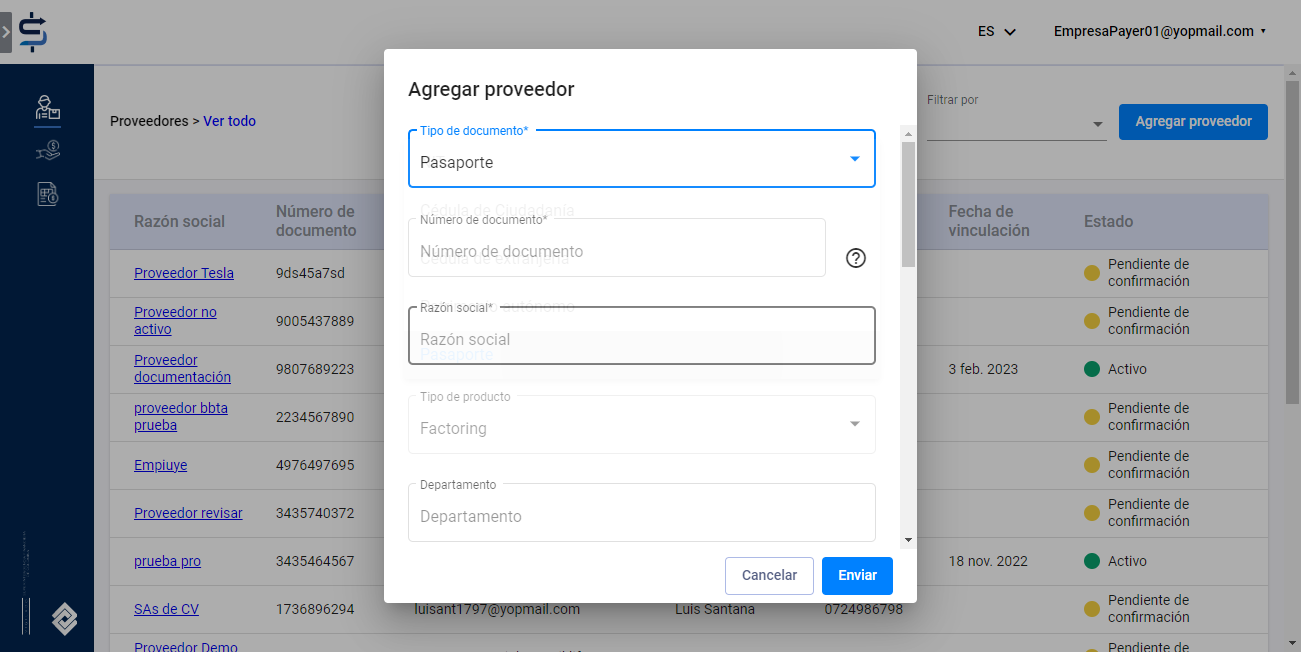 ES
EmpresaPayer01@yopmail.com
Proveedores > Ver todo
Filtrar por
Agregar proveedor
Razón social
Número de
documento
Fecha de
vinculación
Estado
Proveedor Tesla
9ds45a7sd
Pendiente de
confirmación
Proveedor no
activo
9005437889
Pendiente de
confirmación
Proveedor
documentación
9807689223
3 feb. 2023
Activo
proveedor bbta
prueba
2234567890
Pendiente de
confirmación
Empiuye
4976497695
Pendiente de
confirmación
Proveedor revisar
3435740372
Pendiente de
confirmación
prueba pro
3435464567
18 nov. 2022
Activo
SAs de CV
1736896294
luisant1797@yopmail.com
Luis Santana
0724986798
Pendiente de
confirmación
Proveedor Demo
Pendiente de
Agregar proveedor
Tipo de documento*
Pasaporte
Cédula de Ciudadania
Número de documento*
Número de documento
Cédula de extranjería
Razón social*
Razón social
Pasaporte
Tipo de producto
Factoring
Departamento
Departamento
Cancelar
Enviar